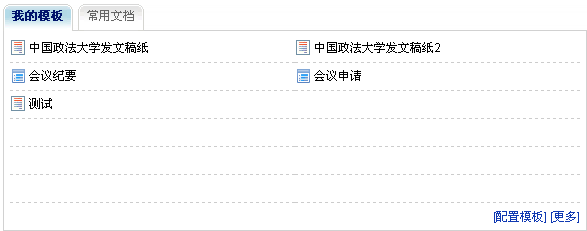 我的模板 常用文档
中国政法大学发文稿纸 中国政法大学发文稿纸2
会议纪要 会议申请
测试
[配置模板] [更多]